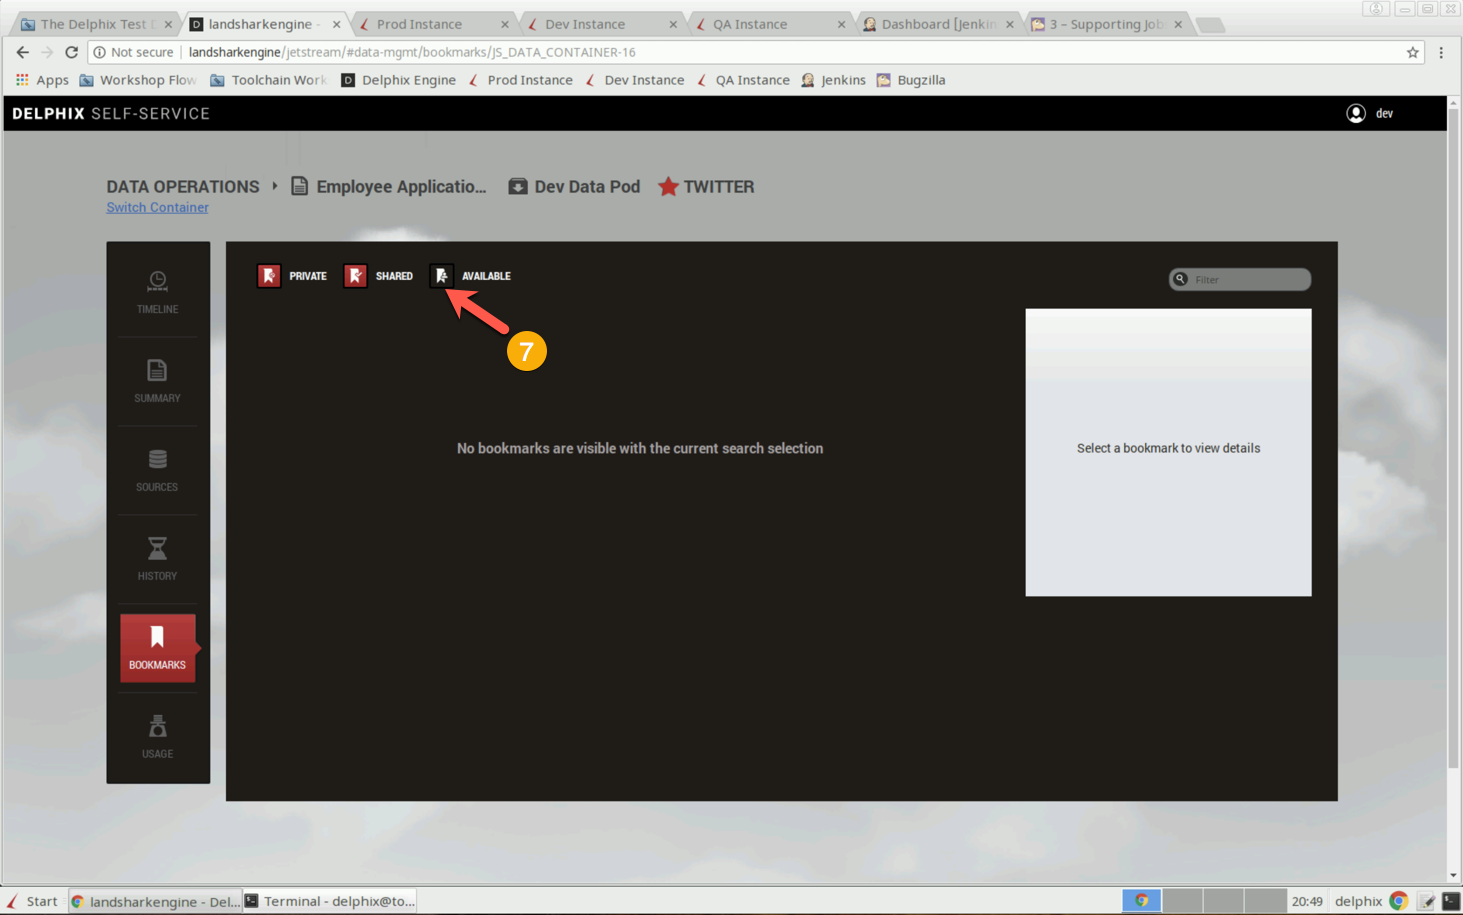 The Delphix Test
landsharkengine -
Prod Instance
Dev Instance
QA Instance
Dashboard [Jenkin
3 – Supporting Job
Not secure
landsharkengine/jetstream/#data-mgmt/bookmarks/JS_DATA_CONTAINER-16
Apps
Workshop Flow
Toolchain Work
Delphix Engine
Prod Instance
Dev Instance
QA Instance
Jenkins
Bugzilla
DELPHIX SELF-SERVICE
dev
DATA OPERATIONS
Employee Applicatio...
Dev Data Pod
TWITTER
Switch Container
TIMELINE
SUMMARY
SOURCES
HISTORY
BOOKMARKS
USAGE
PRIVATE
SHARED
AVAILABLE
Filter
7
No bookmarks are visible with the current search selection
Select a bookmark to view details
Start
landsharkengine - Del...
Terminal - delphix@to...
20:49
delphix